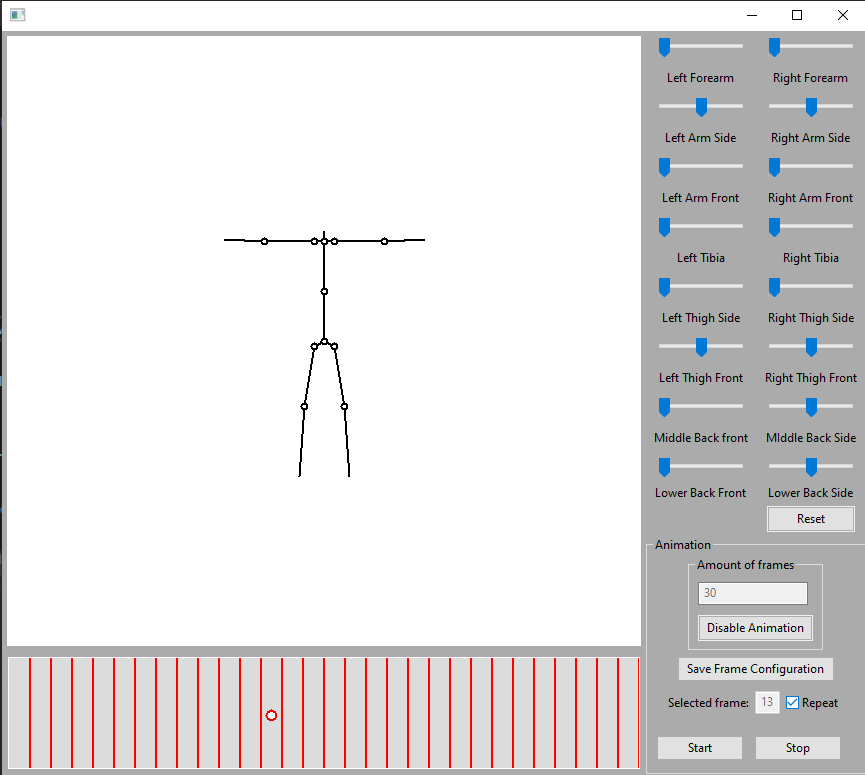 Left Forearm Right Forearm
Left Arm Side Right Arm Side
Left Arm Front Right Arm Front
Left Tibia Right Tibia
Left Thigh Side Right Thigh Side
Left Thigh Front Right Thigh Front
Middle Back front MIddle Back Side
Lower Back Front Lower Back Side
Reset
Animation
Amount of frames
30
Disable Animation
Save Frame Configuration
Selected frame: 13 Repeat
Start Stop